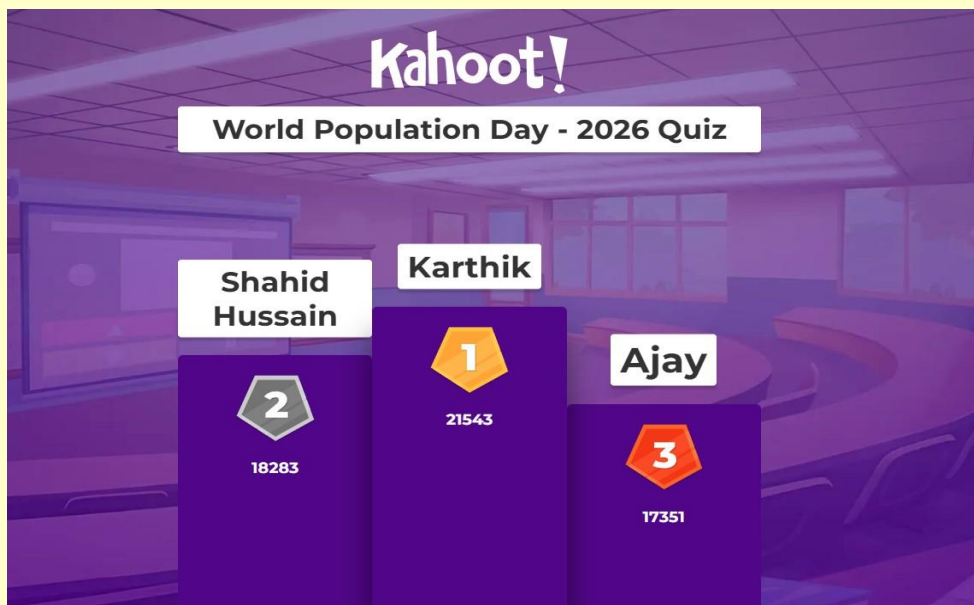 Kahoot!
World Population Day - 2026 Quiz
Shahid
Hussain
2
18283
Karthik
1
21543
Ajay
3
17351